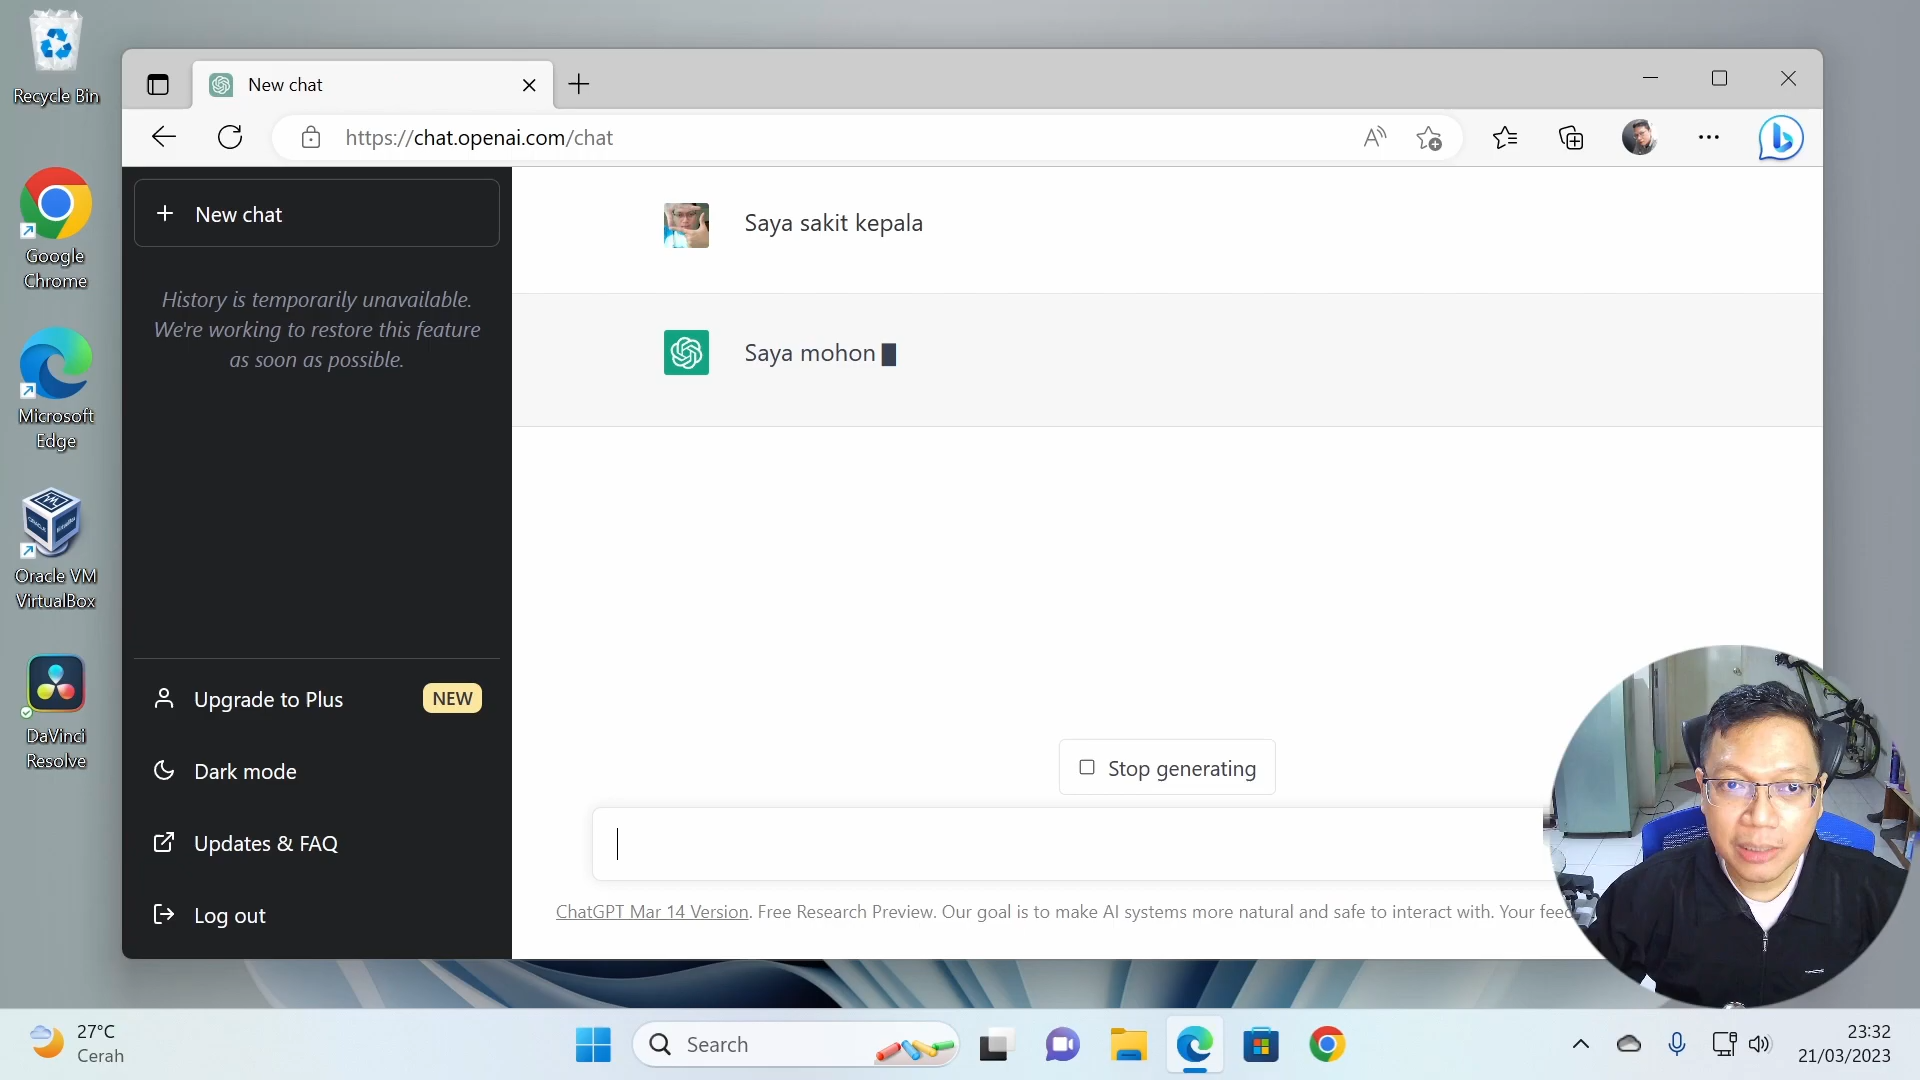 Recycle Bin
Google
Chrome
Microsoft
Edge
Oracle VM
VirtualBox
DaVinci
Resolve
New chat
https://chat.openai.com/chat
New chat
History is temporarily unavailable.
We're working to restore this feature
as soon as possible.
Upgrade to Plus NEW
Dark mode
Updates & FAQ
Log out
Saya sakit kepala
Saya mohon
Stop generating
ChatGPT Mar 14 Version. Free Research Preview. Our goal is to make AI systems more natural and safe to interact with. Your feed
27°C
Cerah
Search
23:32
21/03/2023